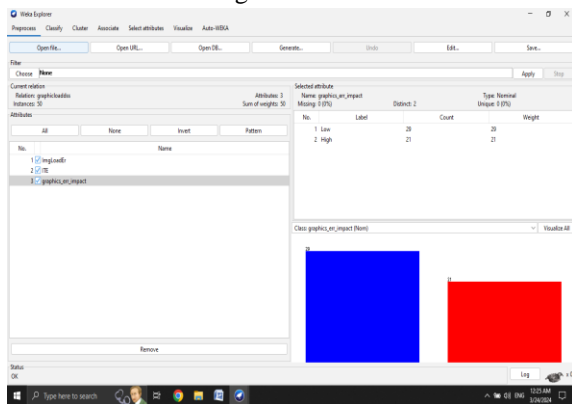 Weka Explorer
Preprocess Classify Cluster Associate Select attributes Visualize Auto-WEKA
Open file... Open URL... Open DB... Generate... Undo Edit... Save...
Filter
Choose None Apply Stop
Current relation
Relation: graphicloaddos Attributes: 3
Instances: 50 Sum of weights: 50
Selected attribute
Name: graphics_err_impact Type: Nominal
Missing: 0 (0%) Distinct: 2 Unique: 0 (0%)
Attributes
All None Invert Pattern
No. Name
1 ImgLoadEr
2 ITE
3 graphics_err_impact
Remove
No. Label Count Weight
1 Low 29 29
2 High 21 21
Class: graphics_err_impact (Nom) Visualize All
29
21
Status
OK Log x 0
Type here to search
ENG 12:25 AM
3/24/2024